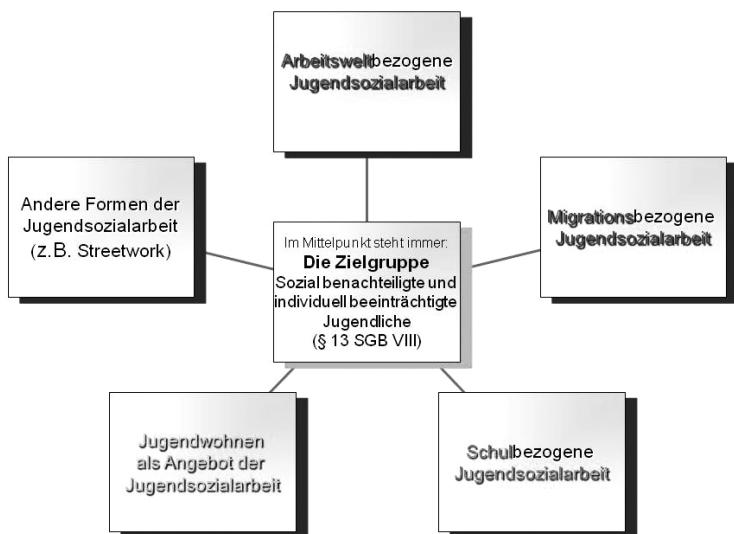 Arbeitsweltbezogene
Jugendsozialarbeit
Andere Formen der
Jugendsozialarbeit
(z.B. Streetwork)
Migrationsbezogene
Jugendsozialarbeit
Im Mittelpunkt steht immer:
Die Zielgruppe
Sozial benachteiligte und
individuell beeinträchtigte
Jugendliche
(§ 13 SGB VIII)
Jugendwohnen
als Angebot der
Jugendsozialarbeit
Schulbezogene
Jugendsozialarbeit